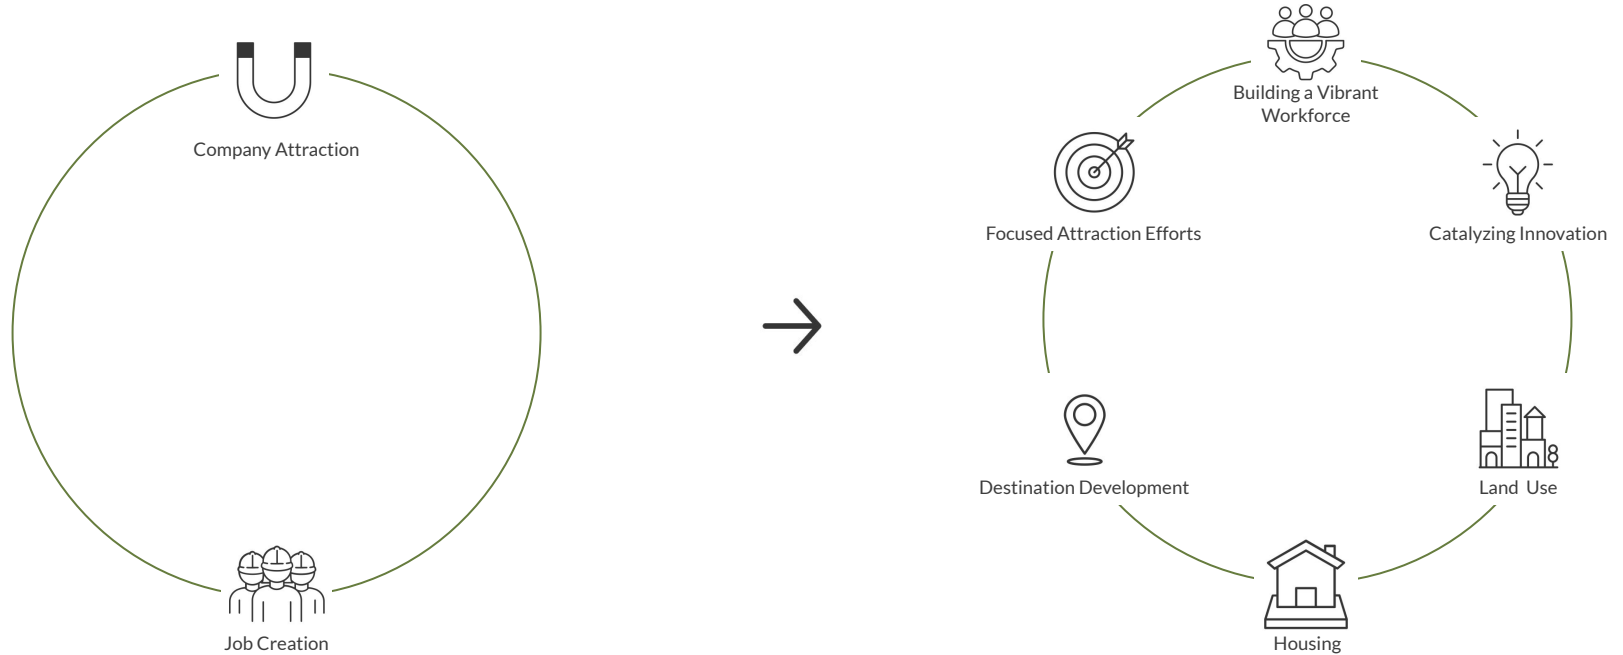 Company Attraction
Job Creation
Building a Vibrant
Workforce
Focused Attraction Efforts
Catalyzing Innovation
Destination Development
Land Use
Housing